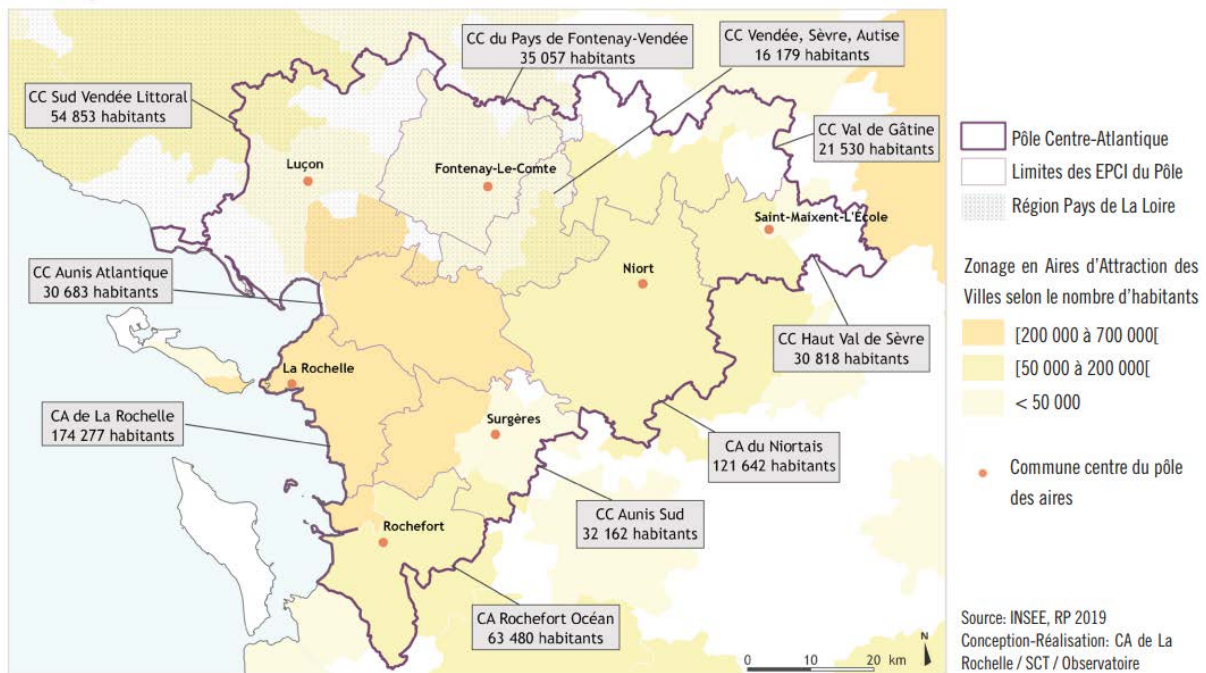 CC du Pays de Fontenay-Vendée
35 057 habitants
CC Vendée, Sèvre, Autise
16 179 habitants
CC Sud Vendée Littoral
54 853 habitants
CC Val de Gâtine
21 530 habitants
Luçon
Fontenay-Le-Comte
Saint-Maixent-L'École
Niort
CC Aunis Atlantique
30 683 habitants
CC Haut Val de Sèvre
30 818 habitants
La Rochelle
CA de La Rochelle
174 277 habitants
Surgères
CA du Niortais
121 642 habitants
CC Aunis Sud
32 162 habitants
Rochefort
CA Rochefort Océan
63 480 habitants
0 10 20 km
N
Pôle Centre-Atlantique
Limites des EPCI du Pôle
Région Pays de La Loire
Zonage en Aires d'Attraction des
Villes selon le nombre d'habitants
[200 000 à 700 000[
[50 000 à 200 000[
< 50 000
Commune centre du pôle
des aires
Source: INSEE, RP 2019
Conception-Réalisation: CA de La
Rochelle / SCT / Observatoire